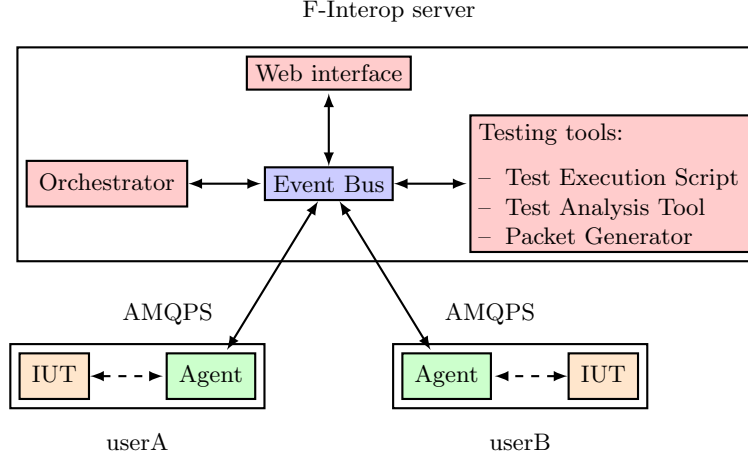 F-Interop server
Web interface
Testing tools:
Orchestrator
Event Bus
– Test Execution Script
– Test Analysis Tool
– Packet Generator
AMQPS
AMQPS
IUT
Agent
Agent
IUT
userA
userB